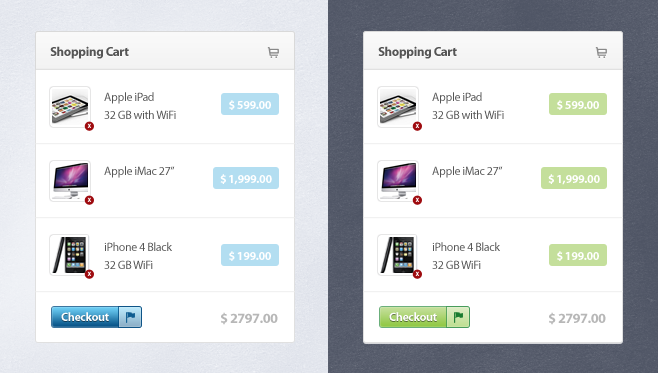 Shopping Cart
Apple iPad
32 GB with WiFi
$ 599.00
x
Apple iMac 27”
$ 1,999.00
x
iPhone 4 Black
32 GB WiFi
$ 199.00
x
Checkout
$ 2797.00
Shopping Cart
Apple iPad
32 GB with WiFi
$ 599.00
x
Apple iMac 27”
$ 1,999.00
x
iPhone 4 Black
32 GB WiFi
$ 199.00
x
Checkout
$ 2797.00